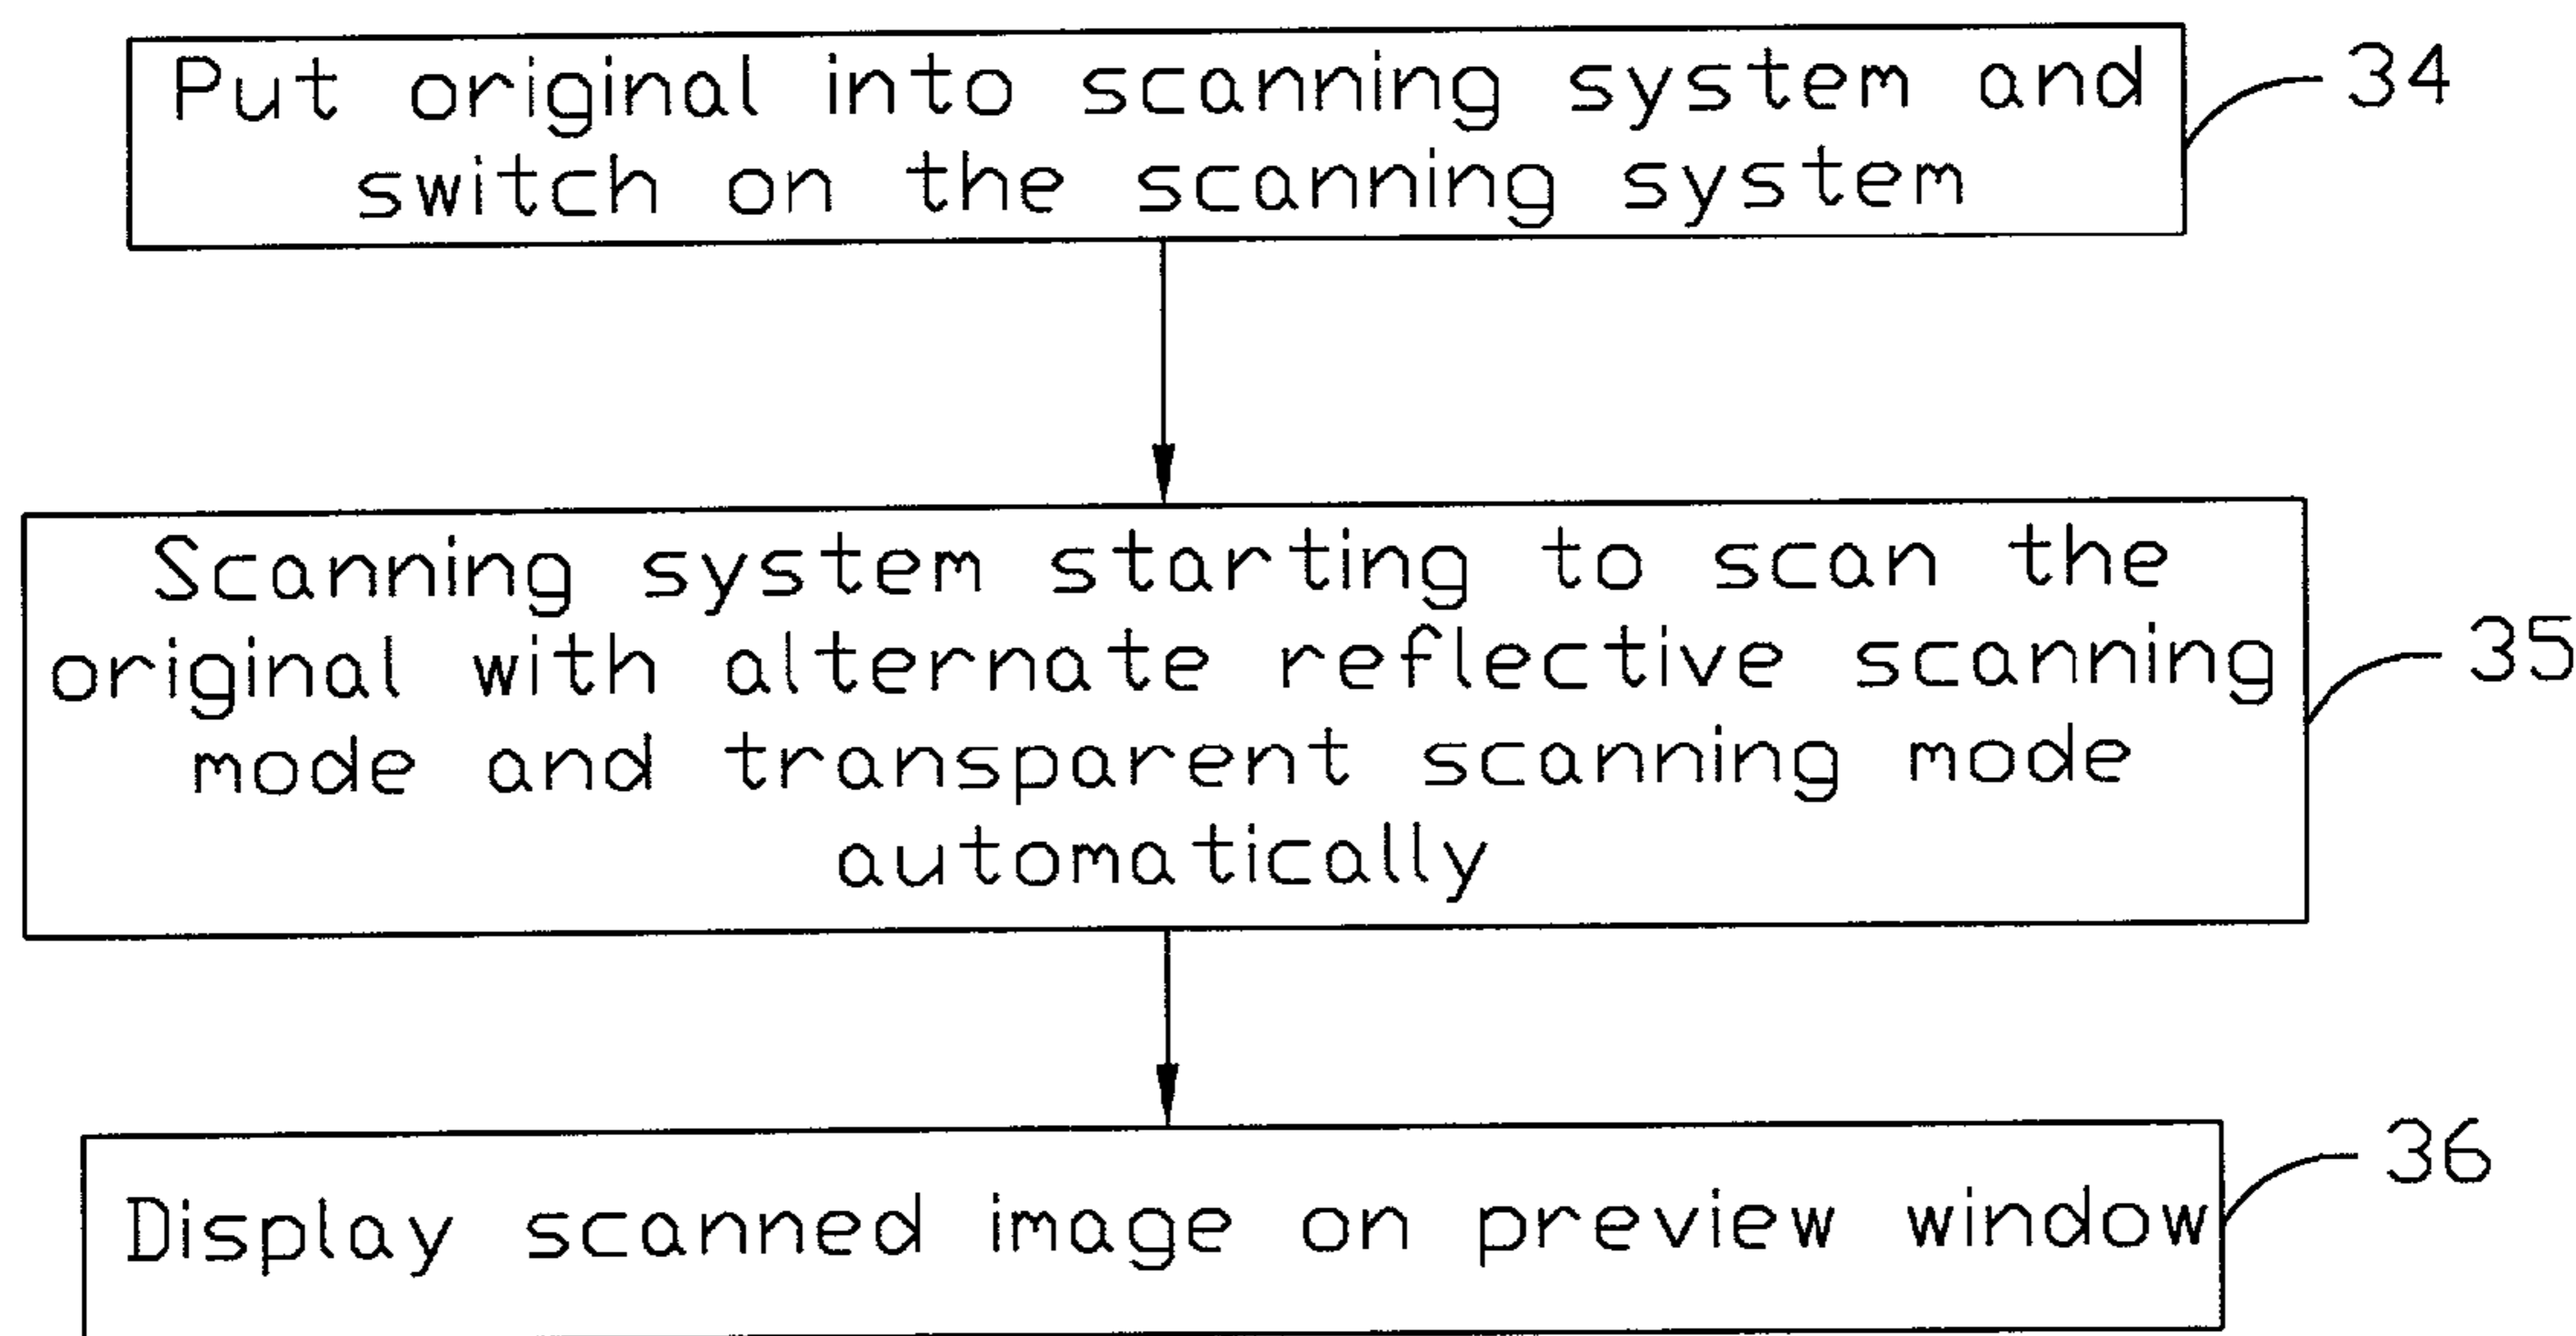 Put original into scanning system and
switch on the scanning system
34
Scanning system starting to scan the
original with alternate reflective scanning
mode and transparent scanning mode
automatically
35
Display scanned image on preview window
36